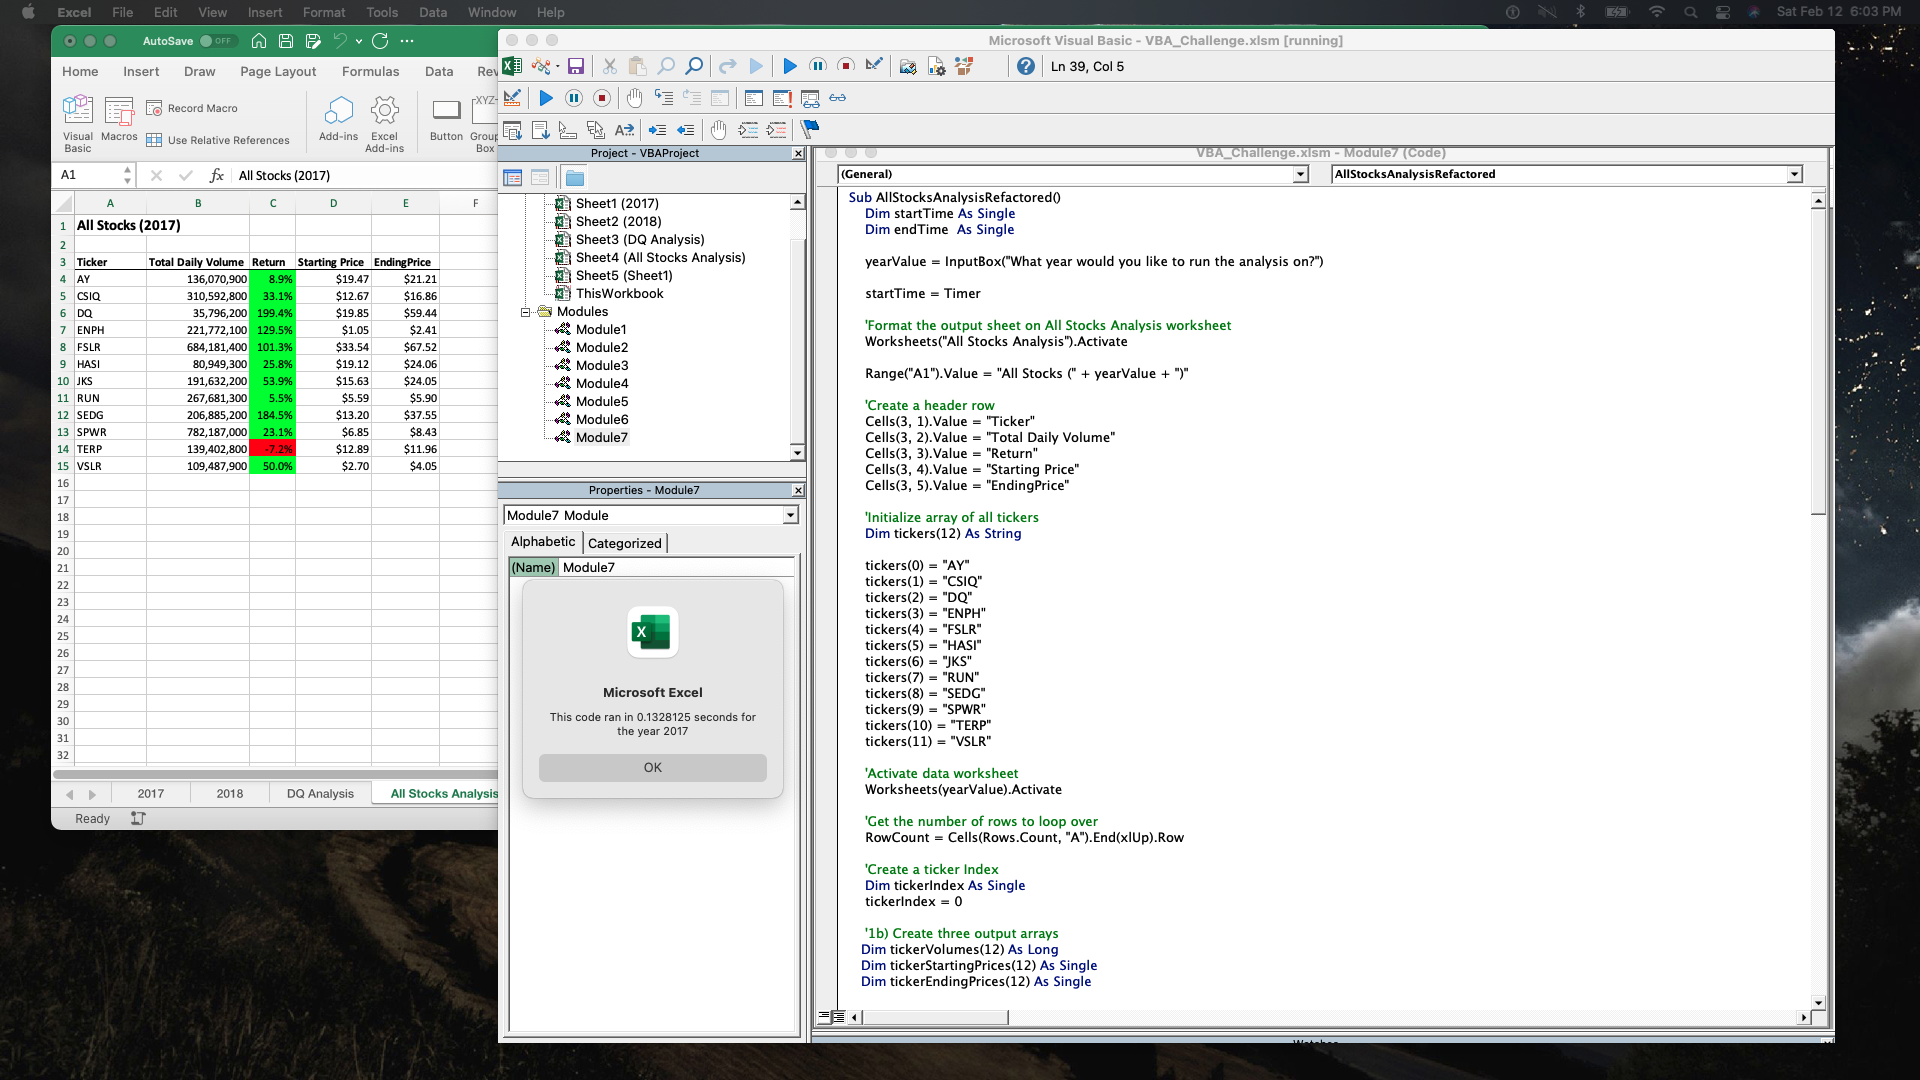 Excel File Edit View Insert Format Tools Data Window Help Sat Feb 12 6:03 PM
AutoSave OFF
Home Insert Draw Page Layout Formulas Data Rev
Visual Basic
Macros
Record Macro
Use Relative References
Add-ins
Excel Add-ins
Button
XYZ
Group Box
A1 fx All Stocks (2017)
A B C D E F
1 All Stocks (2017)
2
3 Ticker Total Daily Volume Return Starting Price EndingPrice
4 AY 136,070,900 8.9% $19.47 $21.21
5 CSIQ 310,592,800 33.1% $12.67 $16.86
6 DQ 35,796,200 199.4% $19.85 $59.44
7 ENPH 221,772,100 129.5% $1.05 $2.41
8 FSLR 684,181,400 101.3% $33.54 $67.52
9 HASI 80,949,300 25.8% $19.12 $24.06
10 JKS 191,632,200 53.9% $15.63 $24.05
11 RUN 267,681,300 5.5% $5.59 $5.90
12 SEDG 206,885,200 184.5% $13.20 $37.55
13 SPWR 782,187,000 23.1% $6.85 $8.43
14 TERP 139,402,800 -7.2% $12.89 $11.96
15 VSLR 109,487,900 50.0% $2.70 $4.05
16
17
18
19
20
21
22
23
24
25
26
27
28
29
30
31
32
2017 2018 DQ Analysis All Stocks Analysis
Ready
Microsoft Visual Basic - VBA_Challenge.xlsm [running]
Ln 39, Col 5
Project - VBAProject
Sheet1 (2017)
Sheet2 (2018)
Sheet3 (DQ Analysis)
Sheet4 (All Stocks Analysis)
Sheet5 (Sheet1)
ThisWorkbook
Modules
Module1
Module2
Module3
Module4
Module5
Module6
Module7
Properties - Module7
Module7 Module
Alphabetic Categorized
(Name) Module7
Microsoft Excel
This code ran in 0.1328125 seconds for
the year 2017
OK
VBA_Challenge.xlsm - Module7 (Code)
(General) AllStocksAnalysisRefactored
Sub AllStocksAnalysisRefactored()
Dim startTime As Single
Dim endTime As Single
yearValue = InputBox("What year would you like to run the analysis on?")
startTime = Timer
'Format the output sheet on All Stocks Analysis worksheet
Worksheets("All Stocks Analysis").Activate
Range("A1").Value = "All Stocks (" + yearValue + ")"
'Create a header row
Cells(3, 1).Value = "Ticker"
Cells(3, 2).Value = "Total Daily Volume"
Cells(3, 3).Value = "Return"
Cells(3, 4).Value = "Starting Price"
Cells(3, 5).Value = "EndingPrice"
'Initialize array of all tickers
Dim tickers(12) As String
tickers(0) = "AY"
tickers(1) = "CSIQ"
tickers(2) = "DQ"
tickers(3) = "ENPH"
tickers(4) = "FSLR"
tickers(5) = "HASI"
tickers(6) = "JKS"
tickers(7) = "RUN"
tickers(8) = "SEDG"
tickers(9) = "SPWR"
tickers(10) = "TERP"
tickers(11) = "VSLR"
'Activate data worksheet
Worksheets(yearValue).Activate
'Get the number of rows to loop over
RowCount = Cells(Rows.Count, "A").End(xlUp).Row
'Create a ticker Index
Dim tickerIndex As Single
tickerIndex = 0
'1b) Create three output arrays
Dim tickerVolumes(12) As Long
Dim tickerStartingPrices(12) As Single
Dim tickerEndingPrices(12) As Single